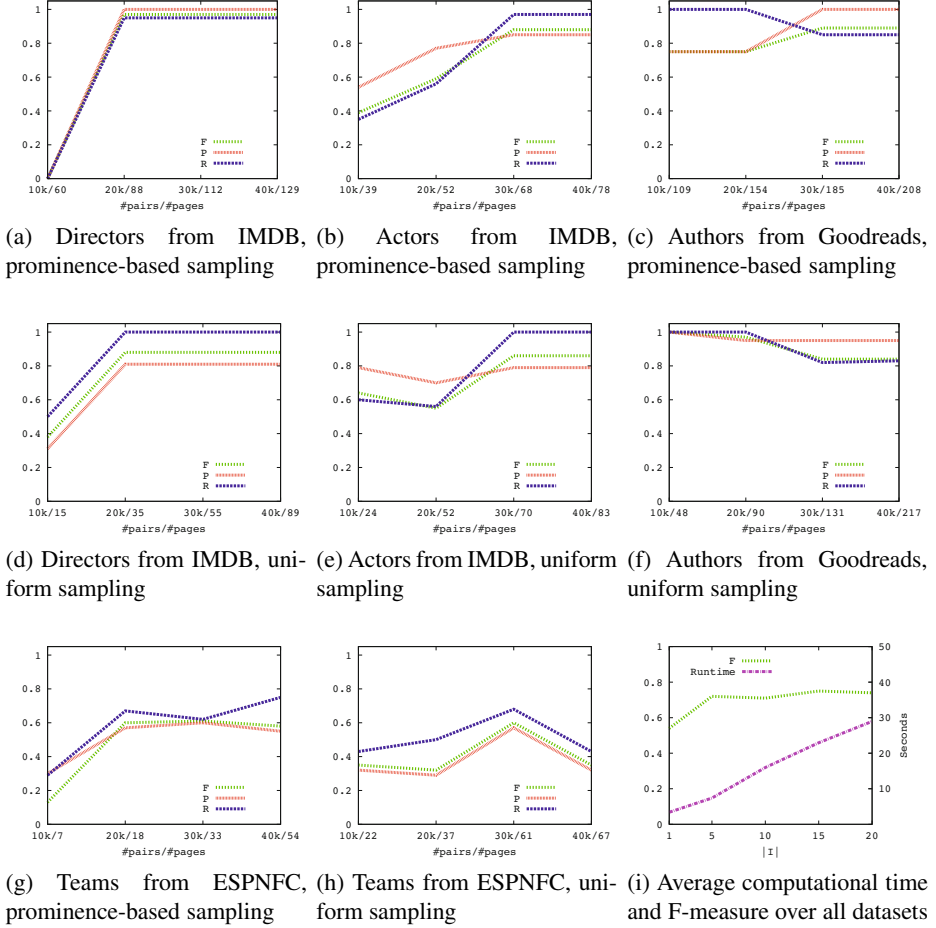 1
0.8
0.6
0.4
0.2
0
F
P
R
10k/60 20k/88 30k/112 40k/129
#pairs/#pages
(a) Directors from IMDB,
prominence-based sampling
1
0.8
0.6
0.4
0.2
0
F
P
R
10k/39 20k/52 30k/68 40k/78
#pairs/#pages
(b) Actors from IMDB,
prominence-based sampling
1
0.8
0.6
0.4
0.2
0
F
P
R
10k/109 20k/154 30k/185 40k/208
#pairs/#pages
(c) Authors from Goodreads,
prominence-based sampling
1
0.8
0.6
0.4
0.2
0
F
P
R
10k/15 20k/35 30k/55 40k/89
#pairs/#pages
(d) Directors from IMDB, uni-
form sampling
1
0.8
0.6
0.4
0.2
0
F
P
R
10k/24 20k/52 30k/70 40k/83
#pairs/#pages
(e) Actors from IMDB, uniform
sampling
1
0.8
0.6
0.4
0.2
0
F
P
R
10k/48 20k/90 30k/131 40k/217
#pairs/#pages
(f) Authors from Goodreads,
uniform sampling
1
0.8
0.6
0.4
0.2
0
F
P
R
10k/7 20k/18 30k/33 40k/54
#pairs/#pages
(g) Teams from ESPNFC,
prominence-based sampling
1
0.8
0.6
0.4
0.2
0
F
P
R
10k/22 20k/37 30k/61 40k/67
#pairs/#pages
(h) Teams from ESPNFC, uni-
form sampling
1
0.8
0.6
0.4
0.2
0
F
Runtime
50
40
30
20
10
Seconds
1 5 10 15 20
|I|
(i) Average computational time
and F-measure over all datasets